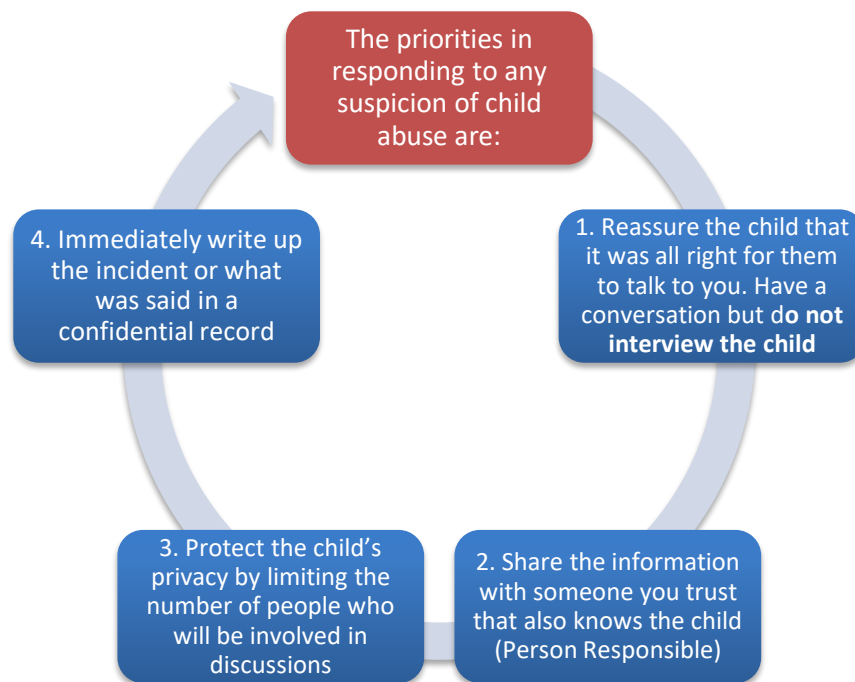 The priorities in
responding to any
suspicion of child
abuse are:
1. Reassure the child that
it was all right for them
to talk to you. Have a
conversation but do not
interview the child
2. Share the information
with someone you trust
that also knows the child
(Person Responsible)
3. Protect the child’s
privacy by limiting the
number of people who
will be involved in
discussions
4. Immediately write up
the incident or what
was said in a
confidential record